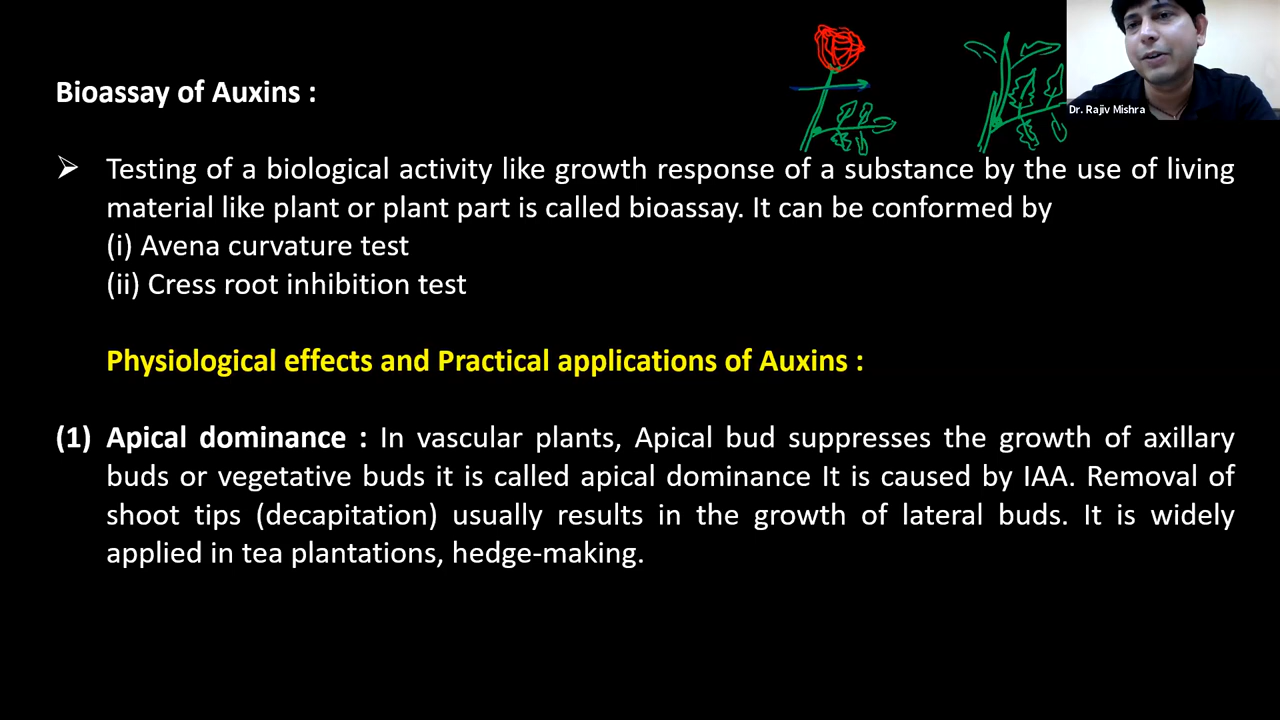 Dr. Rajiv Mishra
Bioassay of Auxins :
➢ Testing of a biological activity like growth response of a substance by the use of living
material like plant or plant part is called bioassay. It can be conformed by
(i) Avena curvature test
(ii) Cress root inhibition test
Physiological effects and Practical applications of Auxins :
(1) Apical dominance : In vascular plants, Apical bud suppresses the growth of axillary
buds or vegetative buds it is called apical dominance It is caused by IAA. Removal of
shoot tips (decapitation) usually results in the growth of lateral buds. It is widely
applied in tea plantations, hedge-making.